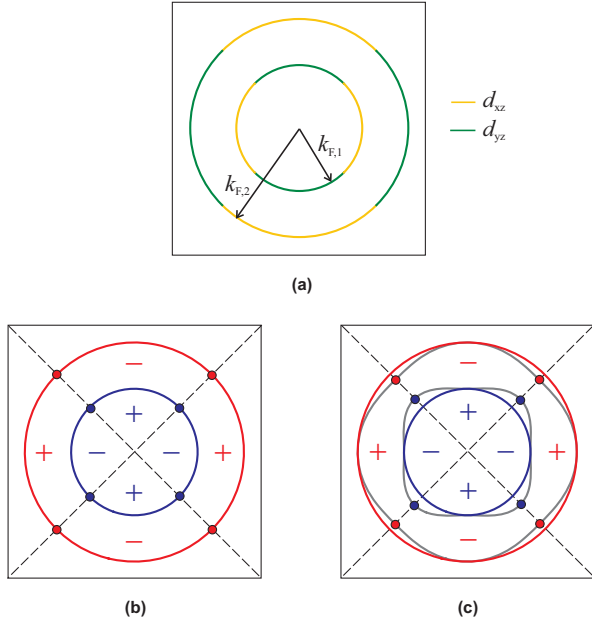 d_xz
d_yz
k_F,1
k_F,2
(a)
− −
+ +
+ − − + + − − +
+ +
− −
(b) (c)